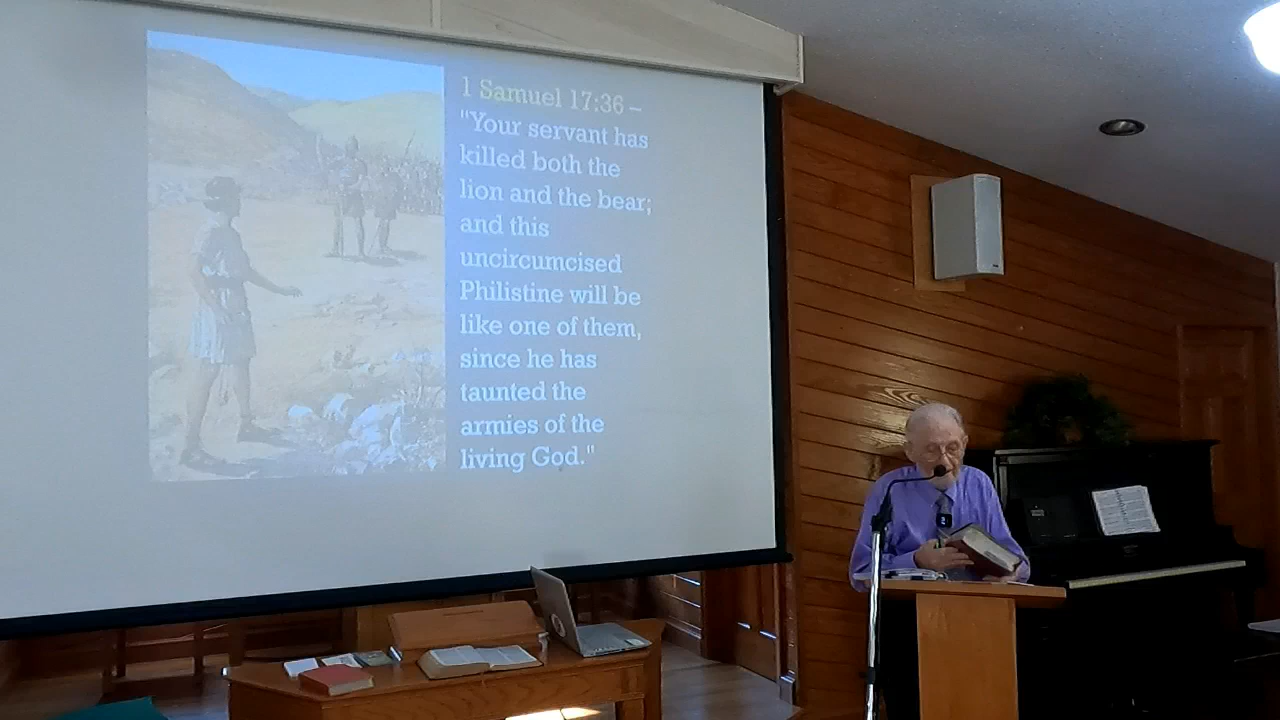 1 Samuel 17:36 –
"Your servant has
killed both the
lion and the bear;
and this
uncircumcised
Philistine will be
like one of them,
since he has
taunted the
armies of the
living God."